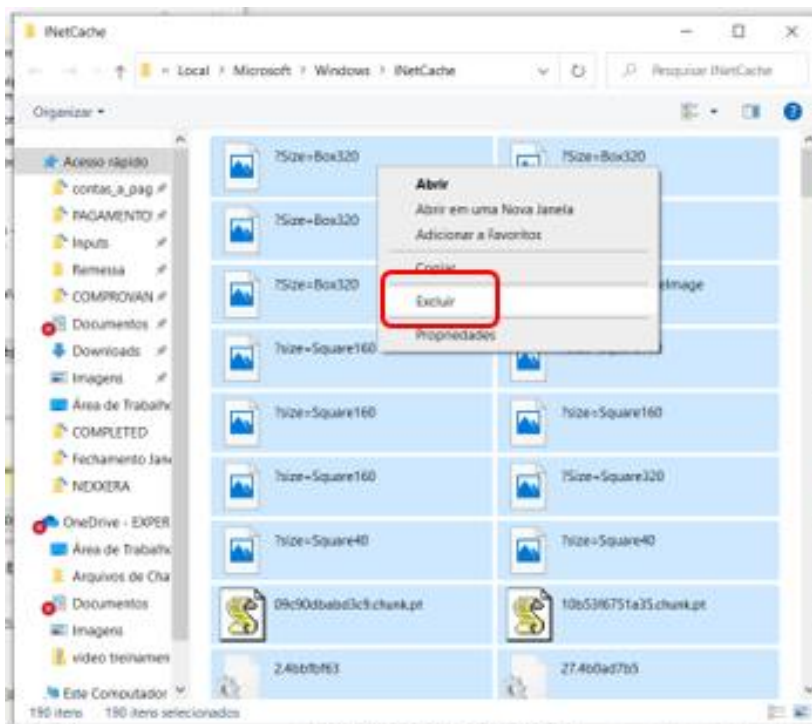 INetCache
« Local › Microsoft › Windows › INetCache
Pesquisar INetCache
Organizar
Acesso rápido
contas_a_pag
PAGAMENTO
Inputs
Remessa
COMPROVAN
Documentos
Downloads
Imagens
Área de Trabalho
COMPLETED
Fechamento Jane
NEXXERA
OneDrive - EXPER
Área de Trabalho
Arquivos de Cha
Documentos
Imagens
video treinamen
Este Computador
?Size=Box320
?Size=Box320
?Size=Box320
?Size=Box320
eImage
?size=Square160
?size=Square160
?size=Square160
?size=Square160
?Size=Square320
?size=Square40
?size=Square40
09c90dbabd3c9.chunk.pt
10b53f6751a35.chunk.pt
2.4bbfbf63
27.4b0ad7b5
Abrir
Abrir em uma Nova Janela
Adicionar a Favoritos
Copiar
Excluir
Propriedades
190 itens 190 itens selecionados